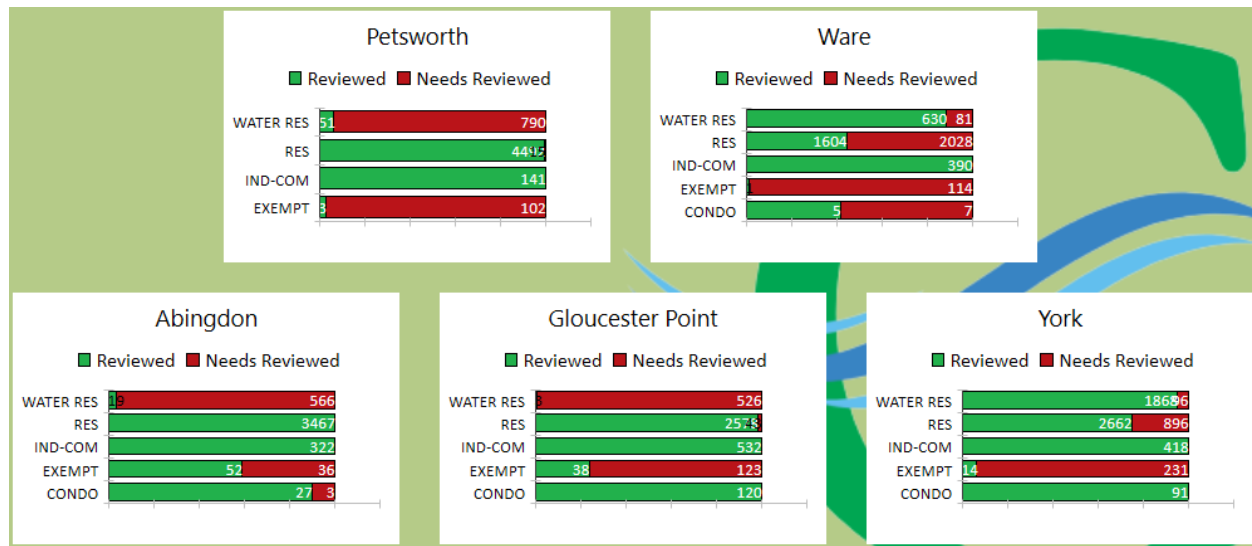 Petsworth
Reviewed Needs Reviewed
WATER RES 51 790
RES
IND-COM 141
EXEMPT 3 102
Ware
Reviewed Needs Reviewed
WATER RES 630 81
RES 1604 2028
IND-COM 390
EXEMPT 1 114
CONDO 5 7
Abingdon
Reviewed Needs Reviewed
WATER RES 19 566
RES 3467
IND-COM 322
EXEMPT 52 36
CONDO 27 3
Gloucester Point
Reviewed Needs Reviewed
WATER RES 526
RES
IND-COM 532
EXEMPT 38 123
CONDO 120
York
Reviewed Needs Reviewed
WATER RES 96
RES 2662 896
IND-COM 418
EXEMPT 14 231
CONDO 91